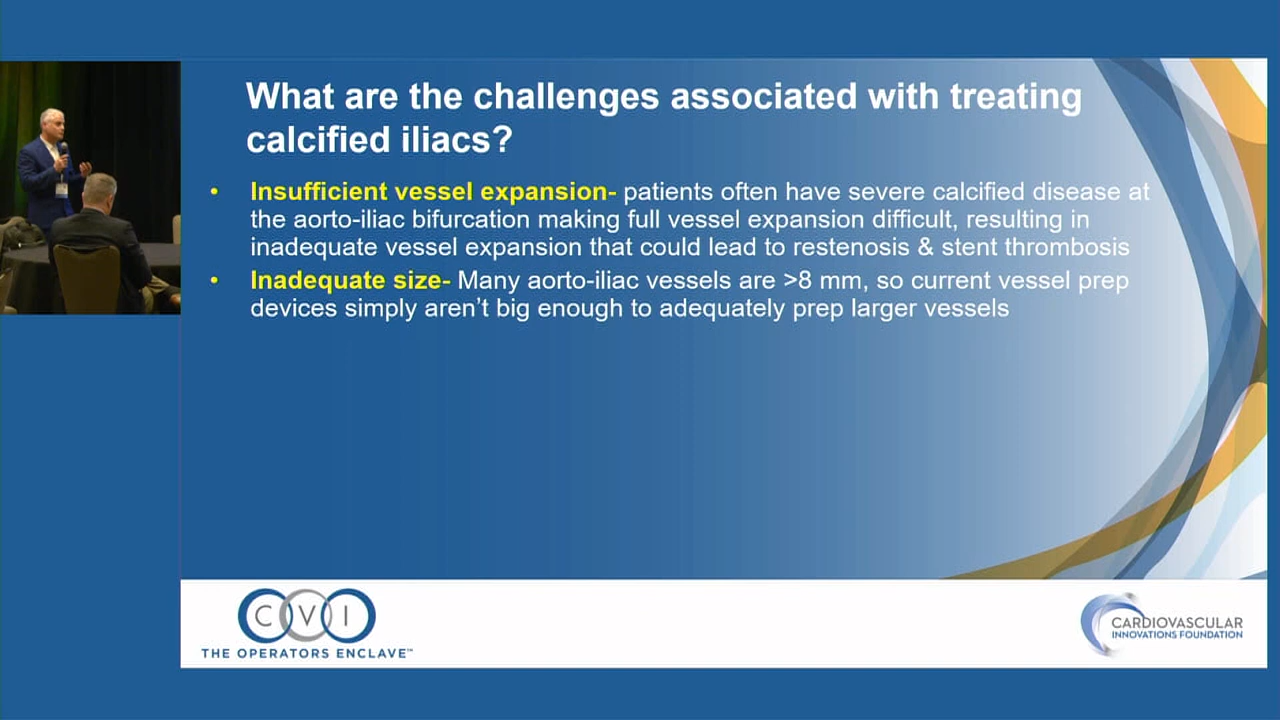 What are the challenges associated with treating
calcified iliacs?
• Insufficient vessel expansion- patients often have severe calcified disease at
the aorto-iliac bifurcation making full vessel expansion difficult, resulting in
inadequate vessel expansion that could lead to restenosis & stent thrombosis
• Inadequate size- Many aorto-iliac vessels are >8 mm, so current vessel prep
devices simply aren’t big enough to adequately prep larger vessels
CVI
THE OPERATORS ENCLAVE™
CARDIOVASCULAR
INNOVATIONS FOUNDATION